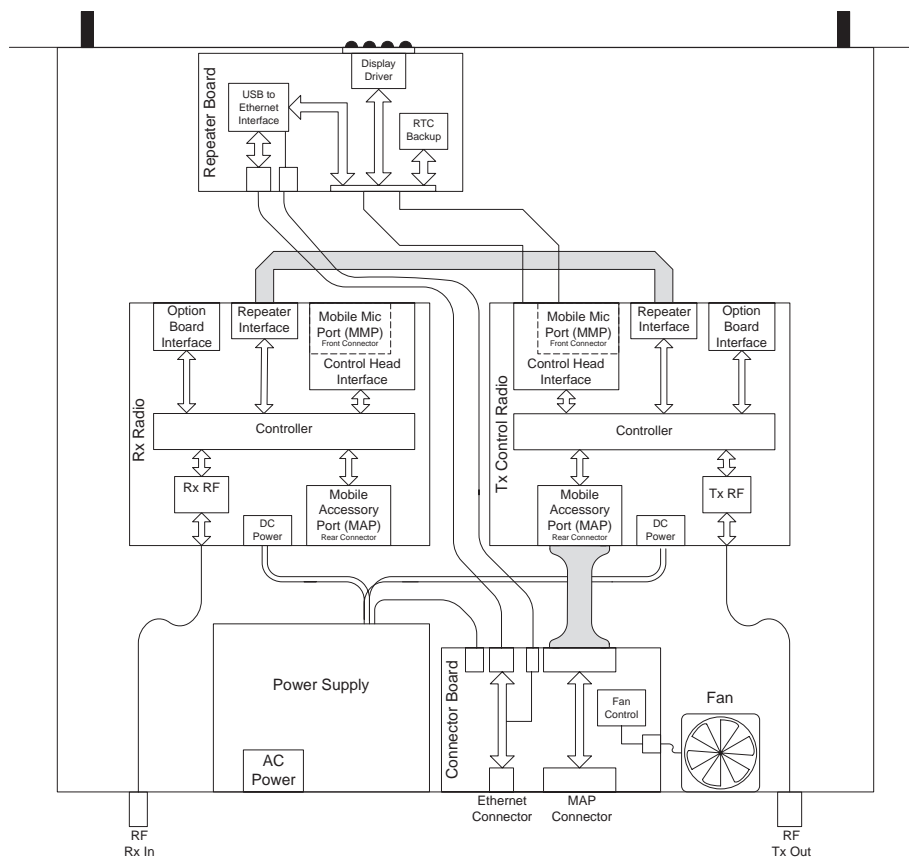 Repeater Board
Display
Driver
USB to
Ethernet
Interface
RTC
Backup
Rx Radio
Option
Board
Interface
Repeater
Interface
Mobile Mic
Port (MMP)
Front Connector
Control Head
Interface
Controller
Rx RF
Mobile
Accessory
Port (MAP)
Rear Connector
DC
Power
Tx Control Radio
Mobile Mic
Port (MMP)
Front Connector
Control Head
Interface
Repeater
Interface
Option
Board
Interface
Controller
Mobile
Accessory
Port (MAP)
Rear Connector
DC
Power
Tx RF
Power Supply
AC
Power
Connector Board
Fan
Control
Fan
Ethernet
Connector
MAP
Connector
RF
Rx In
RF
Tx Out